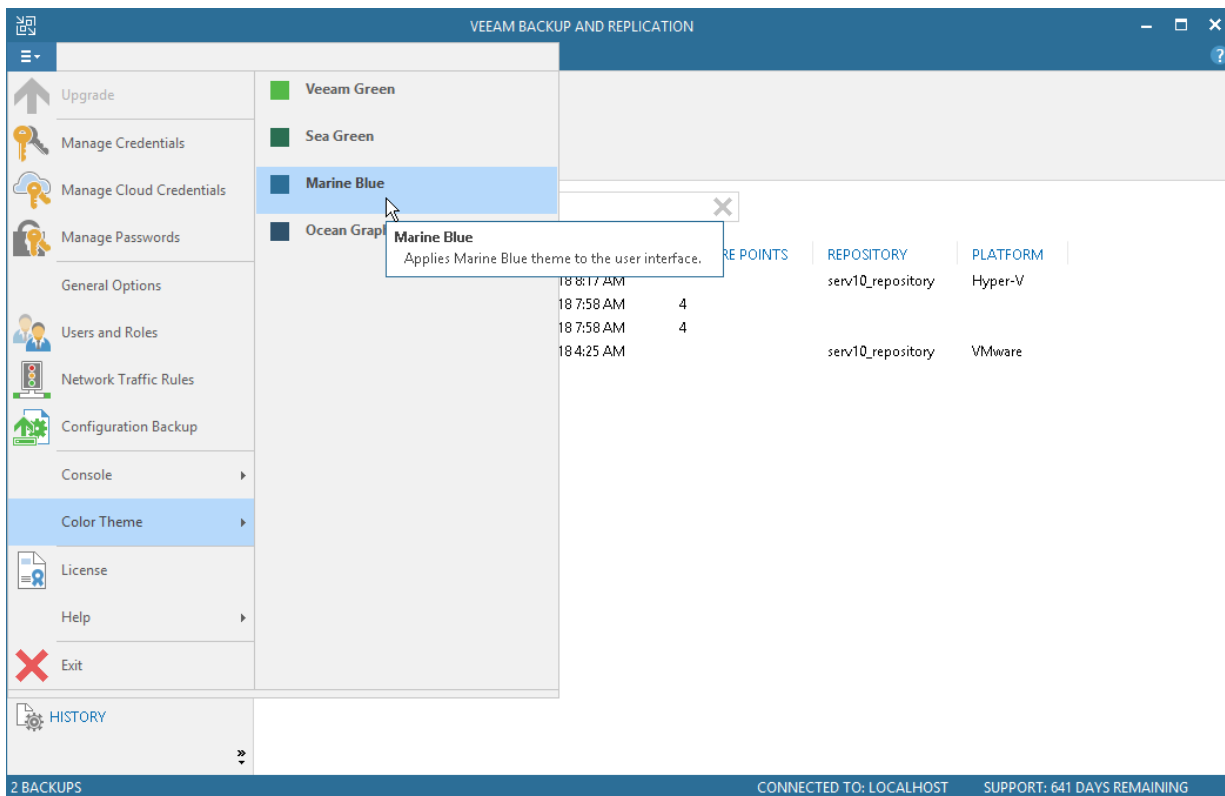 VEEAM BACKUP AND REPLICATION
?
Upgrade
Manage Credentials
Manage Cloud Credentials
Manage Passwords
General Options
Users and Roles
Network Traffic Rules
Configuration Backup
Console
Color Theme
License
Help
Exit
Veeam Green
Sea Green
Marine Blue
Ocean Grap
Marine Blue
Applies Marine Blue theme to the user interface.
RE POINTS REPOSITORY PLATFORM
18 8:17 AM serv10_repository Hyper-V
18 7:58 AM 4
18 7:58 AM 4
18 4:25 AM serv10_repository VMware
HISTORY
2 BACKUPS CONNECTED TO: LOCALHOST SUPPORT: 641 DAYS REMAINING